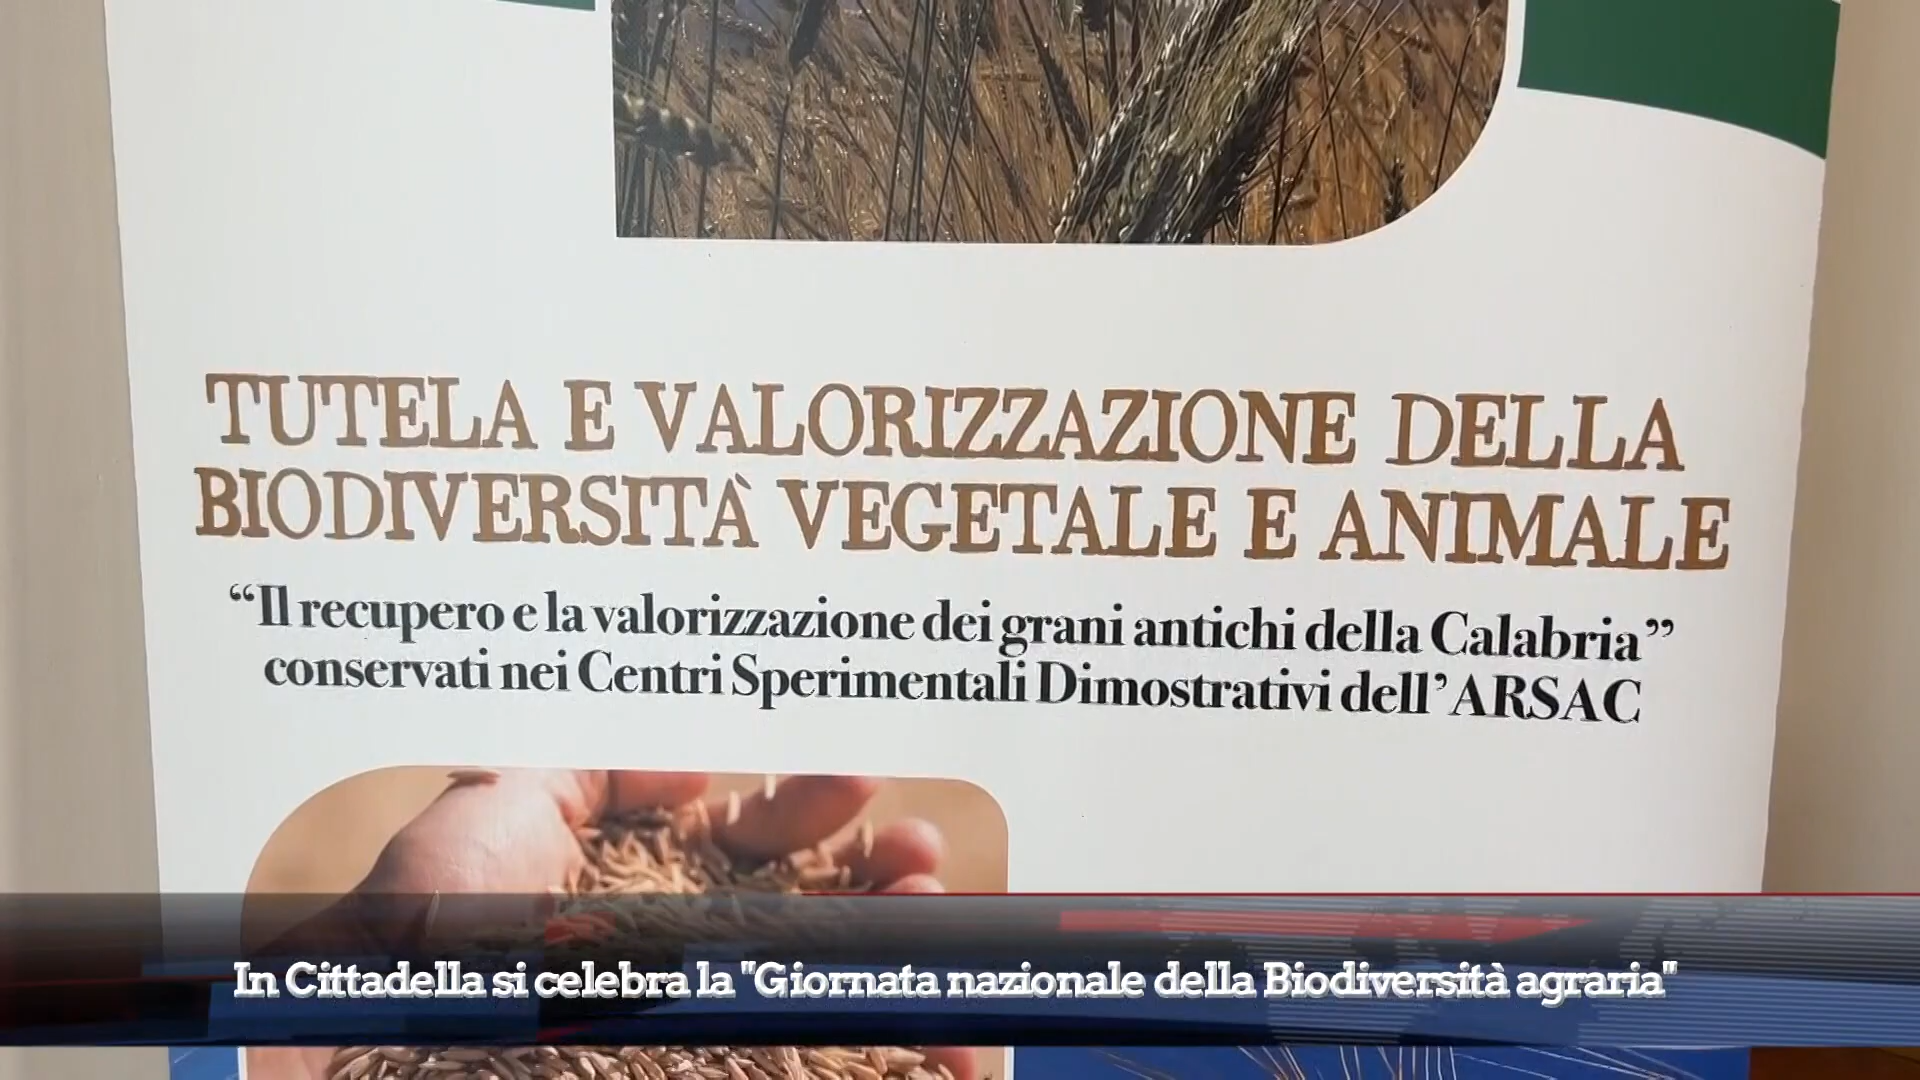 TUTELA E VALORIZZAZIONE DELLA
BIODIVERSITÀ VEGETALE E ANIMALE
“Il recupero e la valorizzazione dei grani antichi della Calabria”
conservati nei Centri Sperimentali Dimostrativi dell’ARSAC
In Cittadella si celebra la "Giornata nazionale della Biodiversità agraria"